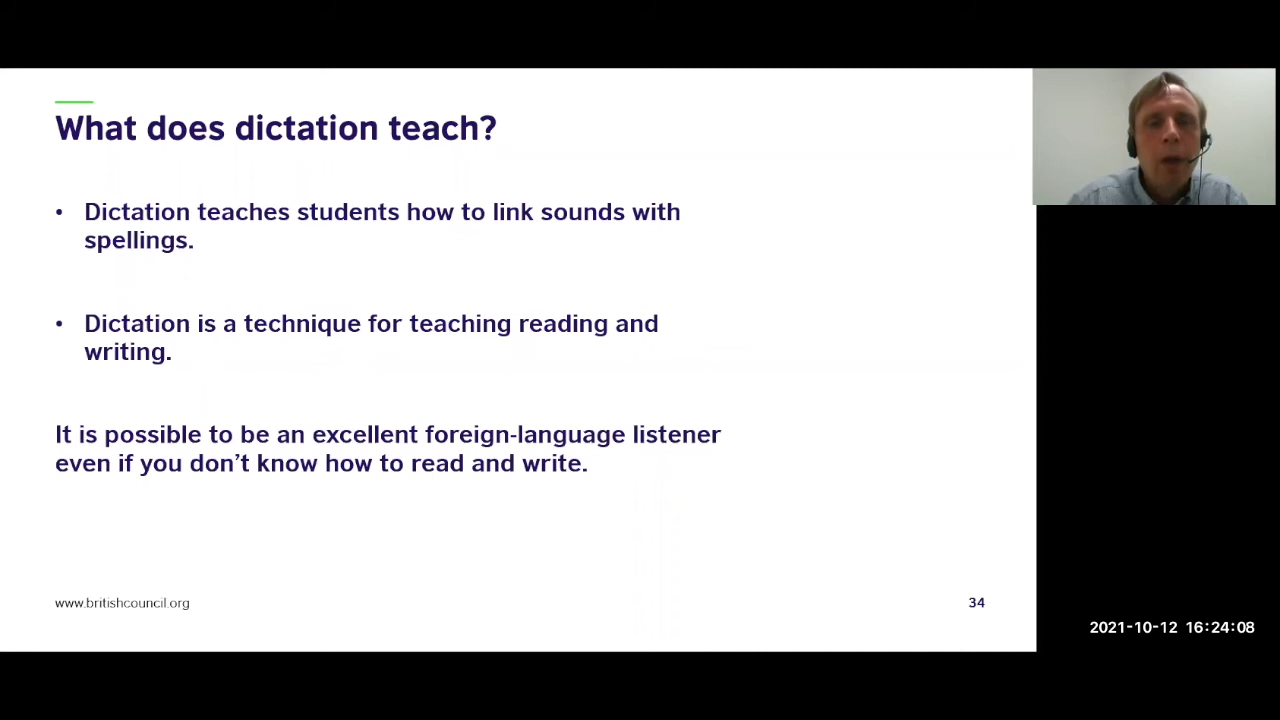 What does dictation teach?
• Dictation teaches students how to link sounds with
spellings.
• Dictation is a technique for teaching reading and
writing.
It is possible to be an excellent foreign-language listener
even if you don’t know how to read and write.
www.britishcouncil.org
34
2021-10-12 16:24:08